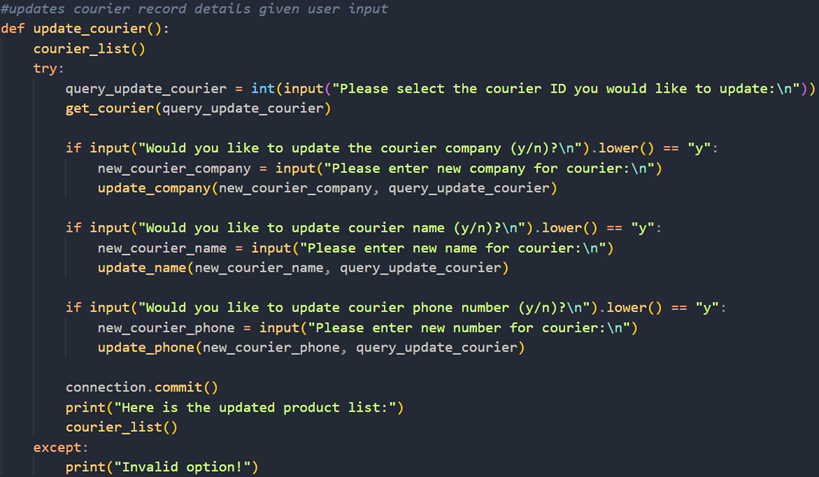 #updates courier record details given user input
def update_courier():
    courier_list()
    try:
        query_update_courier = int(input("Please select the courier ID you would like to update:\n"))
        get_courier(query_update_courier)

        if input("Would you like to update the courier company (y/n)?\n").lower() == "y":
            new_courier_company = input("Please enter new company for courier:\n")
            update_company(new_courier_company, query_update_courier)

        if input("Would you like to update courier name (y/n)?\n").lower() == "y":
            new_courier_name = input("Please enter new name for courier:\n")
            update_name(new_courier_name, query_update_courier)

        if input("Would you like to update courier phone number (y/n)?\n").lower() == "y":
            new_courier_phone = input("Please enter new number for courier:\n")
            update_phone(new_courier_phone, query_update_courier)

        connection.commit()
        print("Here is the updated product list:")
        courier_list()
    except:
        print("Invalid option!")